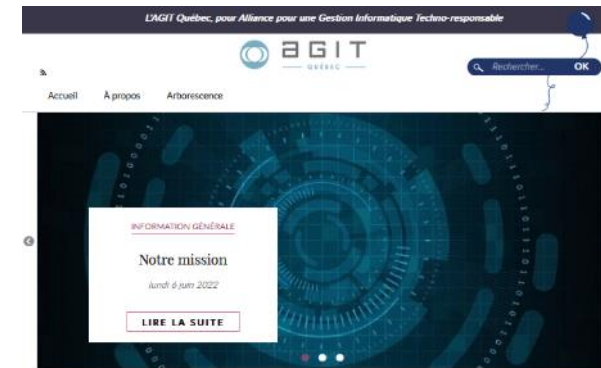 L'AGIT Québec, pour Alliance pour une Gestion Informatique Techno-responsable
AGIT
QUÉBEC
Rechercher... OK
Accueil À propos Arborescence
INFORMATION GÉNÉRALE
Notre mission
lundi 6 juin 2022
LIRE LA SUITE